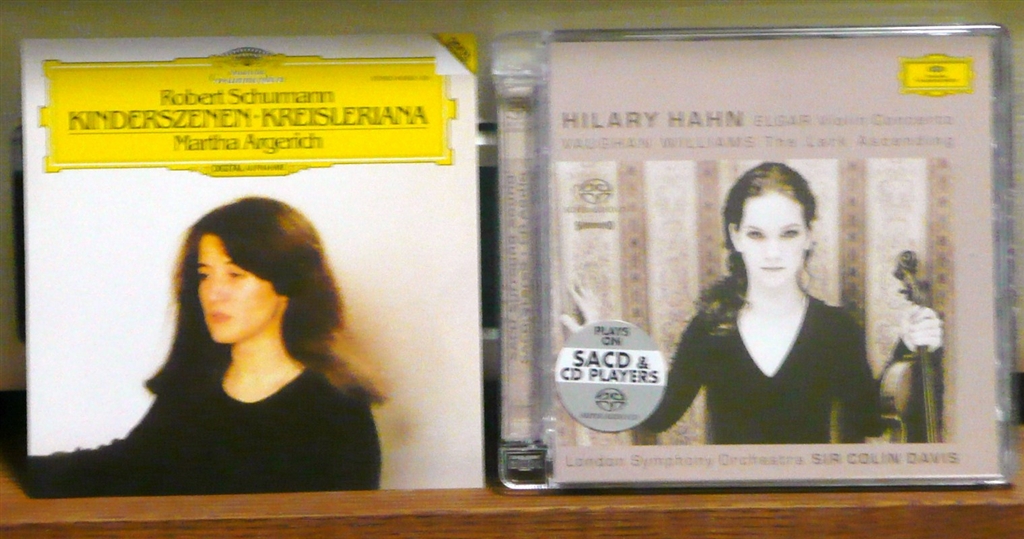 Robert Schumann
KINDERSZENEN · KREISLERIANA
Martha Argerich
DIGITAL
HILARY HAHN ELGAR Violin Concerto
VAUGHAN WILLIAMS The Lark Ascending
PLAYS
ON
SACD &
CD PLAYERS
London Symphony Orchestra SIR COLIN DAVIS